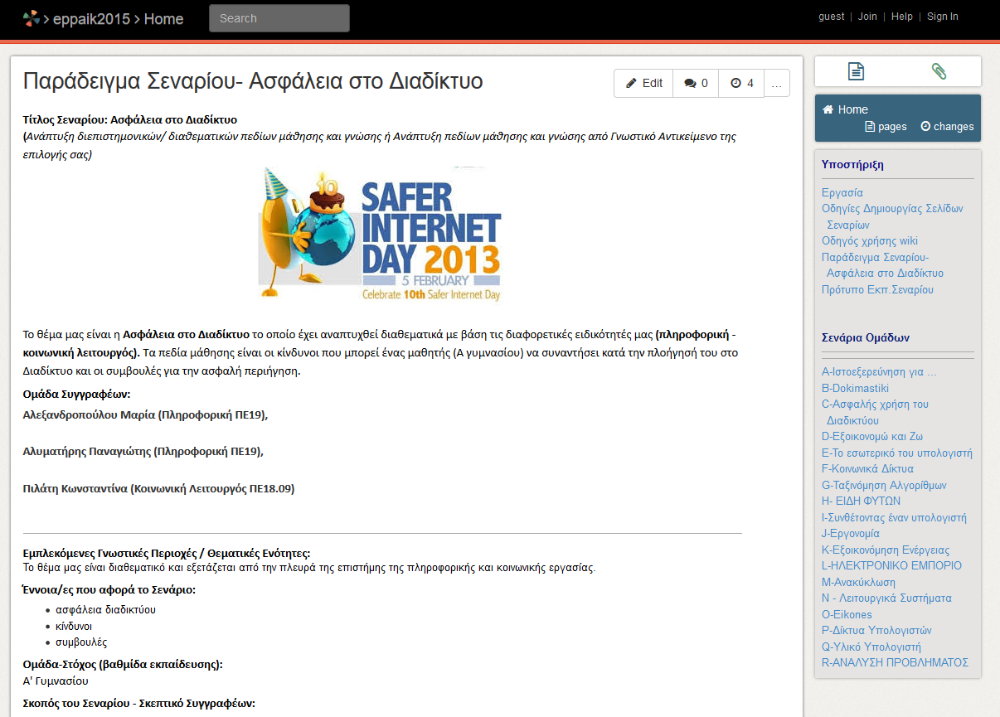 eppaik2015 > Home
Search
guest | Join | Help | Sign In
Παράδειγμα Σεναρίου- Ασφάλεια στο Διαδίκτυο
Edit 0 4 ...
Τίτλος Σεναρίου: Ασφάλεια στο Διαδίκτυο
(Ανάπτυξη διεπιστημονικών/ διαθεματικών πεδίων μάθησης και γνώσης ή Ανάπτυξη πεδίων μάθησης και γνώσης από Γνωστικό Αντικείμενο της
επιλογής σας)
10
SAFER
INTERNET
DAY 2013
5 FEBRUARY
Celebrate 10th Safer Internet Day
Το θέμα μας είναι η Ασφάλεια στο Διαδίκτυο το οποίο έχει αναπτυχθεί διαθεματικά με βάση τις διαφορετικές ειδικότητές μας (πληροφορική -
κοινωνική λειτουργός). Τα πεδία μάθησης είναι οι κίνδυνοι που μπορεί ένας μαθητής (Α γυμνασίου) να συναντήσει κατά την πλοήγησή του στο
Διαδίκτυο και οι συμβουλές για την ασφαλή περιήγηση.
Ομάδα Συγγραφέων:
Αλεξανδροπούλου Μαρία (Πληροφορική ΠΕ19),
Αλυματήρης Παναγιώτης (Πληροφορική ΠΕ19),
Πιλάτη Κωνσταντίνα (Κοινωνική Λειτουργός ΠΕ18.09)
Εμπλεκόμενες Γνωστικές Περιοχές / Θεματικές Ενότητες:
Το θέμα μας είναι διαθεματικό και εξετάζεται από την πλευρά της επιστήμης της πληροφορικής και κοινωνικής εργασίας.
Έννοια/ες που αφορά το Σενάριο:
• ασφάλεια διαδικτύου
• κίνδυνοι
• συμβουλές
Ομάδα-Στόχος (βαθμίδα εκπαίδευσης):
Α' Γυμνασίου
Σκοπός του Σεναρίου - Σκεπτικό Συγγραφέων:
Home
pages changes
Υποστήριξη
Εργασία
Οδηγίες Δημιουργίας Σελίδων
Σεναρίων
Οδηγός χρήσης wiki
Παράδειγμα Σεναρίου-
Ασφάλεια στο Διαδίκτυο
Πρότυπο Εκπ.Σεναρίου
Σενάρια Ομάδων
A-Ιστοεξερεύνηση για ...
B-Dokimastiki
C-Ασφαλής χρήση του
Διαδικτύου
D-Εξοικονομώ και Ζω
E-Το εσωτερικό του υπολογιστή
F-Κοινωνικά Δίκτυα
G-Ταξινόμηση Αλγορίθμων
H- ΕΙΔΗ ΦΥΤΩΝ
I-Συνθέτοντας έναν υπολογιστή
J-Εργονομία
K-Εξοικονόμηση Ενέργειας
L-ΗΛΕΚΤΡΟΝΙΚΟ ΕΜΠΟΡΙΟ
M-Ανακύκλωση
N - Λειτουργικά Συστήματα
O-Eikones
P-Δίκτυα Υπολογιστών
Q-Υλικό Υπολογιστή
R-ΑΝΑΛΥΣΗ ΠΡΟΒΛΗΜΑΤΟΣ